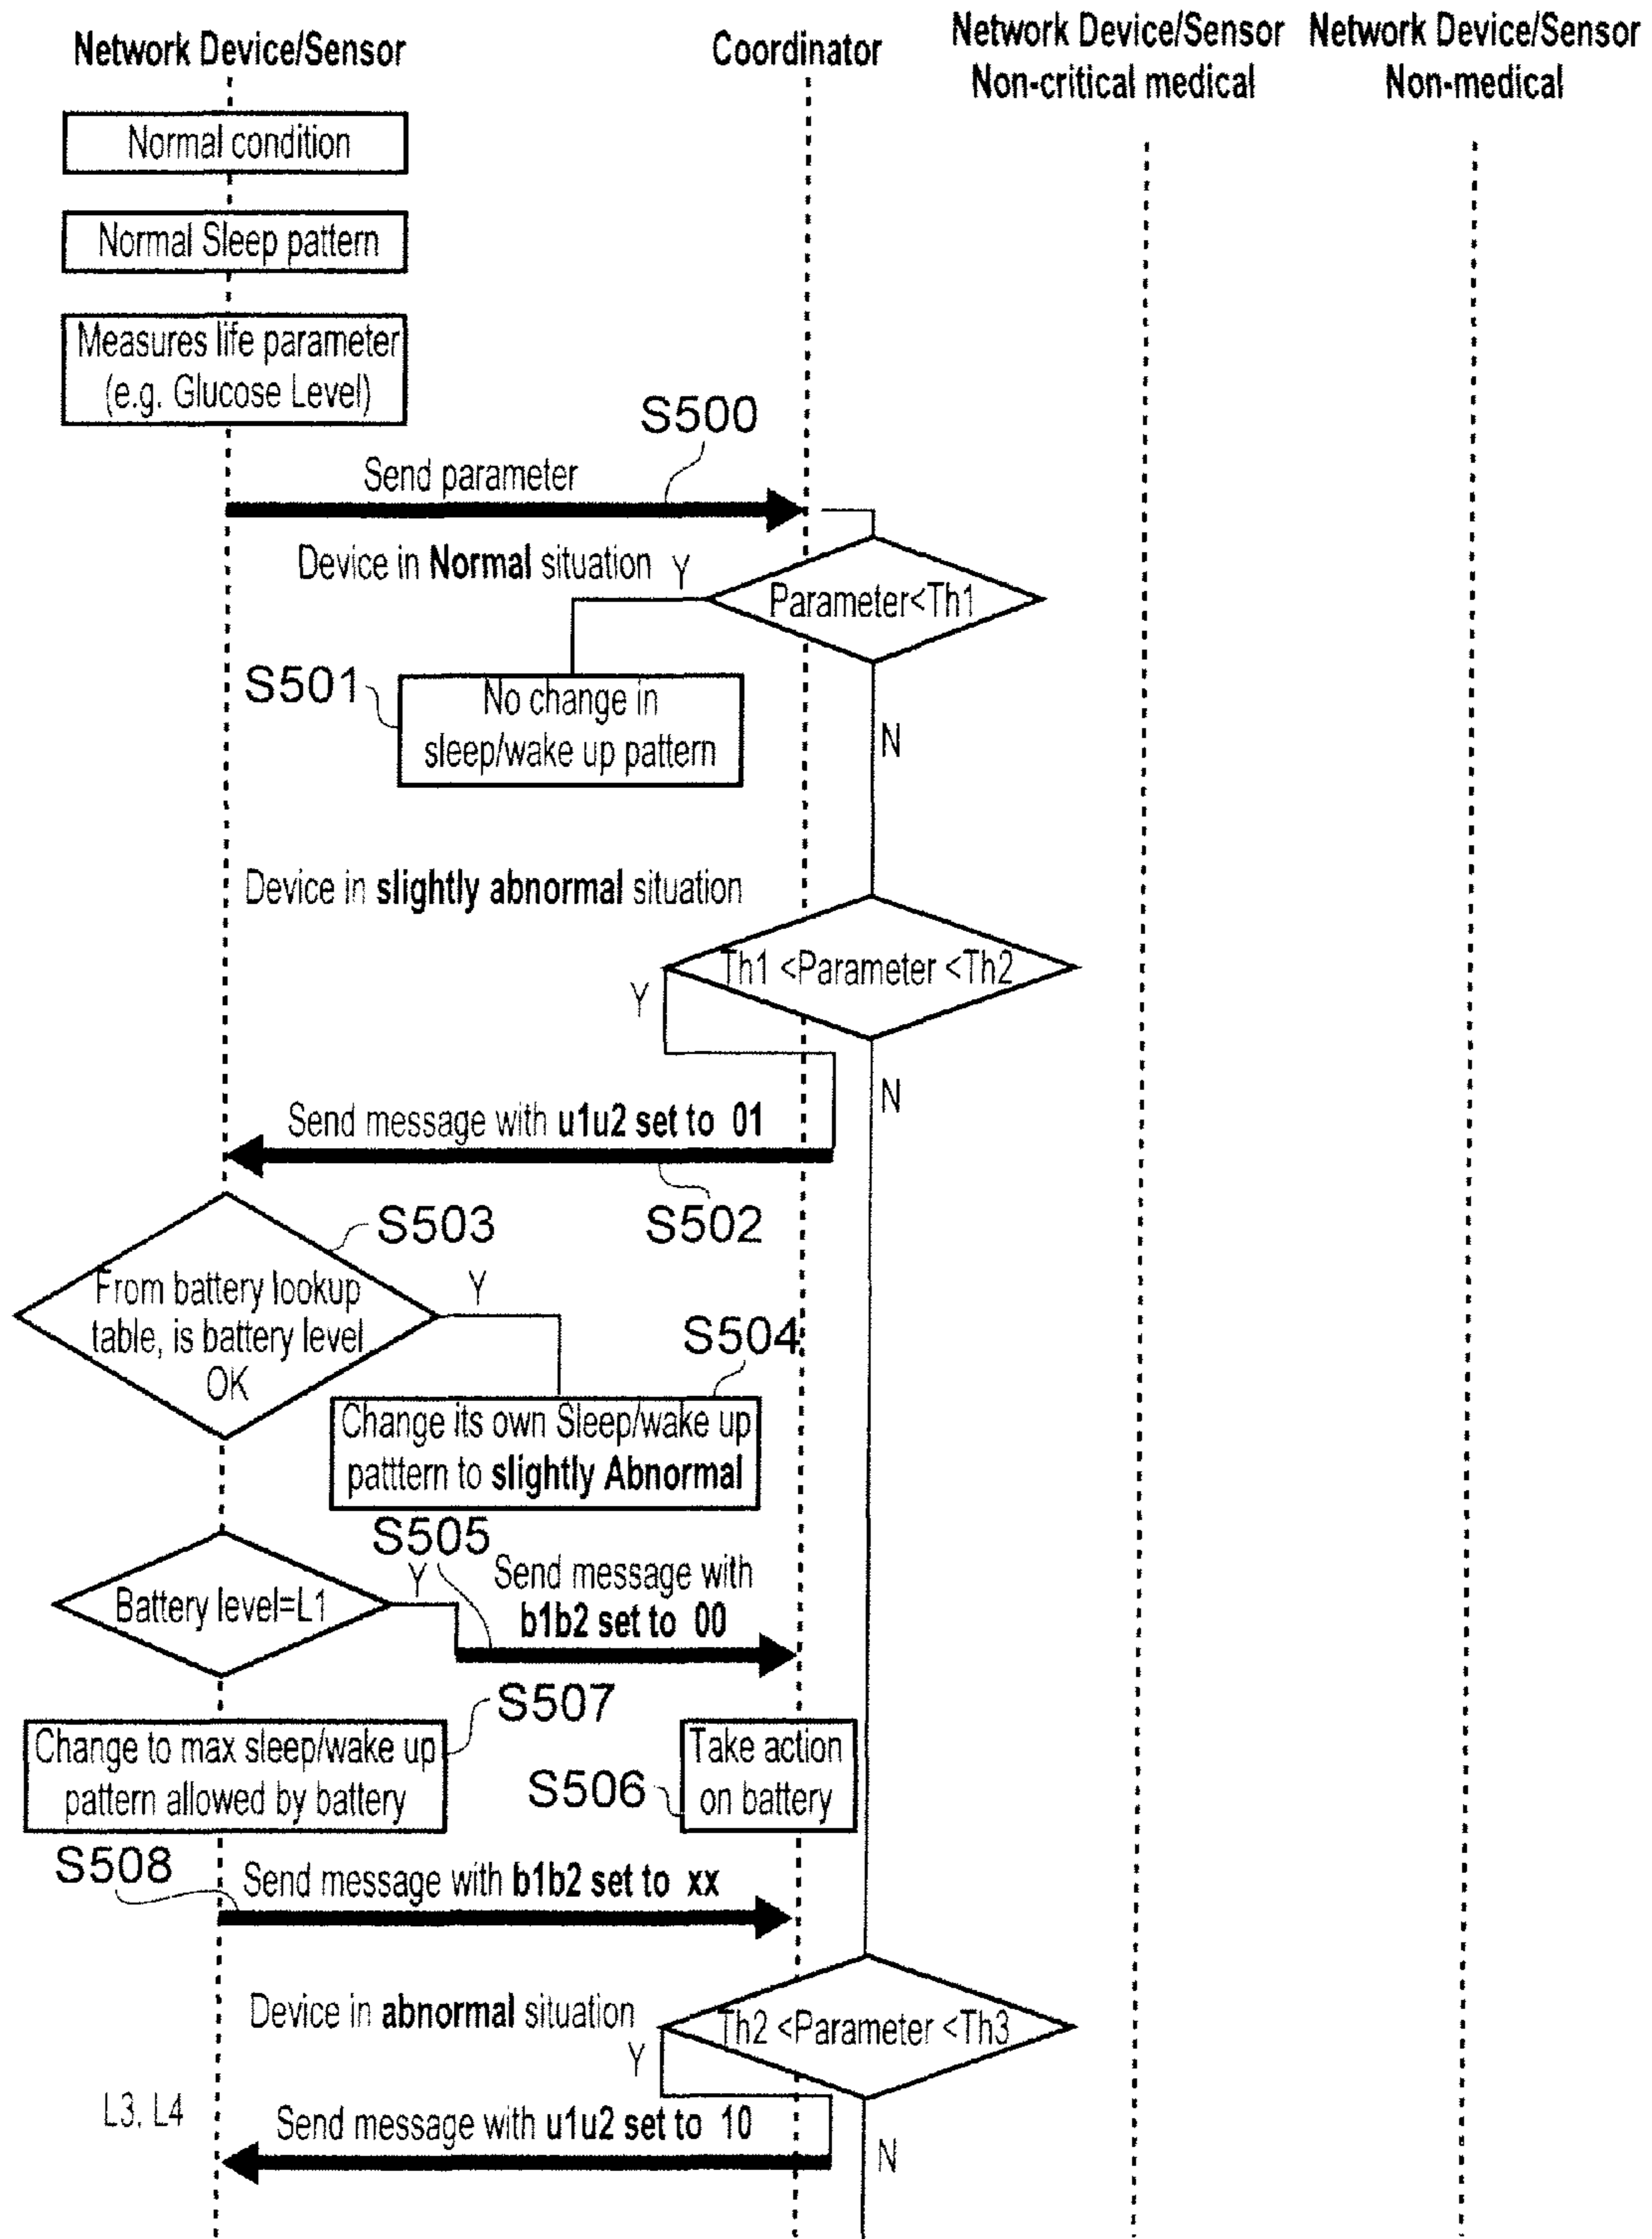 Network Device/Sensor
Coordinator
Network Device/Sensor
Non-critical medical
Network Device/Sensor
Non-medical
Normal condition
Normal Sleep pattern
Measures life parameter
(e.g. Glucose Level)
S500
Send parameter
Device in Normal situation
Y
Parameter<Th1
S501
No change in
sleep/wake up pattern
N
Device in slightly abnormal situation
Th1 <Parameter <Th2
Y
N
Send message with u1u2 set to 01
S502
S503
From battery lookup
table, is battery level
OK
Y
S504
Change its own Sleep/wake up
patttern to slightly Abnormal
S505
Battery level=L1
Y
Send message with
b1b2 set to 00
S507
Change to max sleep/wake up
pattern allowed by battery
S506
Take action
on battery
S508
Send message with b1b2 set to xx
Device in abnormal situation
Th2 <Parameter <Th3
Y
L3, L4
Send message with u1u2 set to 10
N